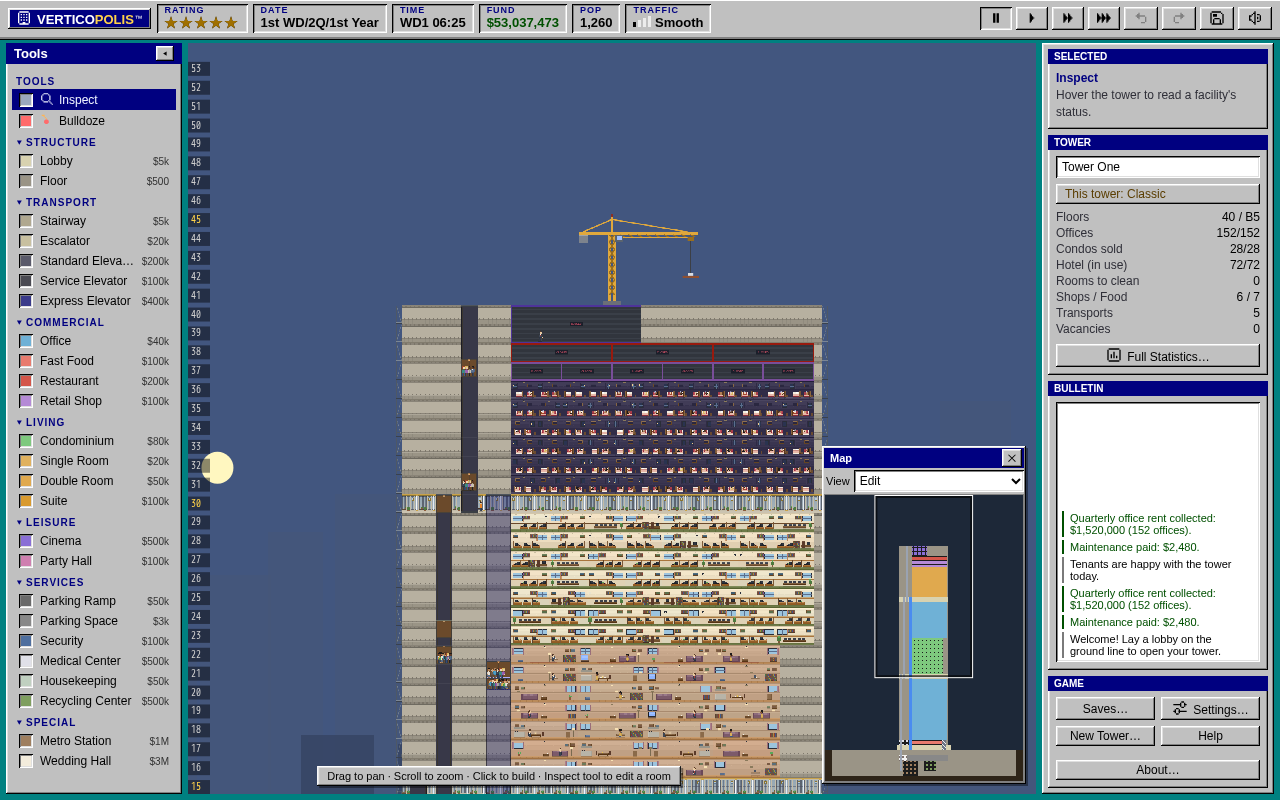 VERTICOPOLIS™
RATING
DATE
1st WD/2Q/1st Year
TIME
WD1 06:25
FUND
$53,037,473
POP
1,260
TRAFFIC
Smooth
Tools
TOOLS
Inspect
Bulldoze
STRUCTURE
Lobby $5k
Floor $500
TRANSPORT
Stairway $5k
Escalator $20k
Standard Eleva… $200k
Service Elevator $100k
Express Elevator $400k
COMMERCIAL
Office $40k
Fast Food $100k
Restaurant $200k
Retail Shop $100k
LIVING
Condominium $80k
Single Room $20k
Double Room $50k
Suite $100k
LEISURE
Cinema $500k
Party Hall $100k
SERVICES
Parking Ramp $50k
Parking Space $3k
Security $100k
Medical Center $500k
Housekeeping $50k
Recycling Center $500k
SPECIAL
Metro Station $1M
Wedding Hall $3M
53
52
51
50
49
48
47
46
45
44
43
42
41
40
39
38
37
36
35
34
33
32
31
30
29
28
27
26
25
24
23
22
21
20
19
18
17
16
15
Drag to pan · Scroll to zoom · Click to build · Inspect tool to edit a room
Map
View Edit
SELECTED
Inspect
Hover the tower to read a facility's
status.
TOWER
Tower One
This tower: Classic
Floors 40 / B5
Offices 152/152
Condos sold 28/28
Hotel (in use) 72/72
Rooms to clean 0
Shops / Food 6 / 7
Transports 5
Vacancies 0
Full Statistics…
BULLETIN
Quarterly office rent collected:
$1,520,000 (152 offices).
Maintenance paid: $2,480.
Tenants are happy with the tower
today.
Quarterly office rent collected:
$1,520,000 (152 offices).
Maintenance paid: $2,480.
Welcome! Lay a lobby on the
ground line to open your tower.
GAME
Saves…
Settings…
New Tower…
Help
About…